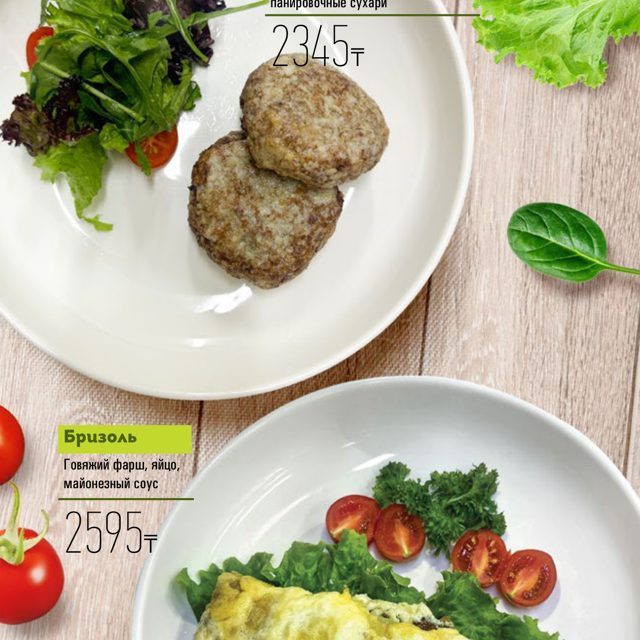 панировочные сухари
2345₸
Бризоль
Говяжий фарш, яйцо,
майонезный соус
2595₸